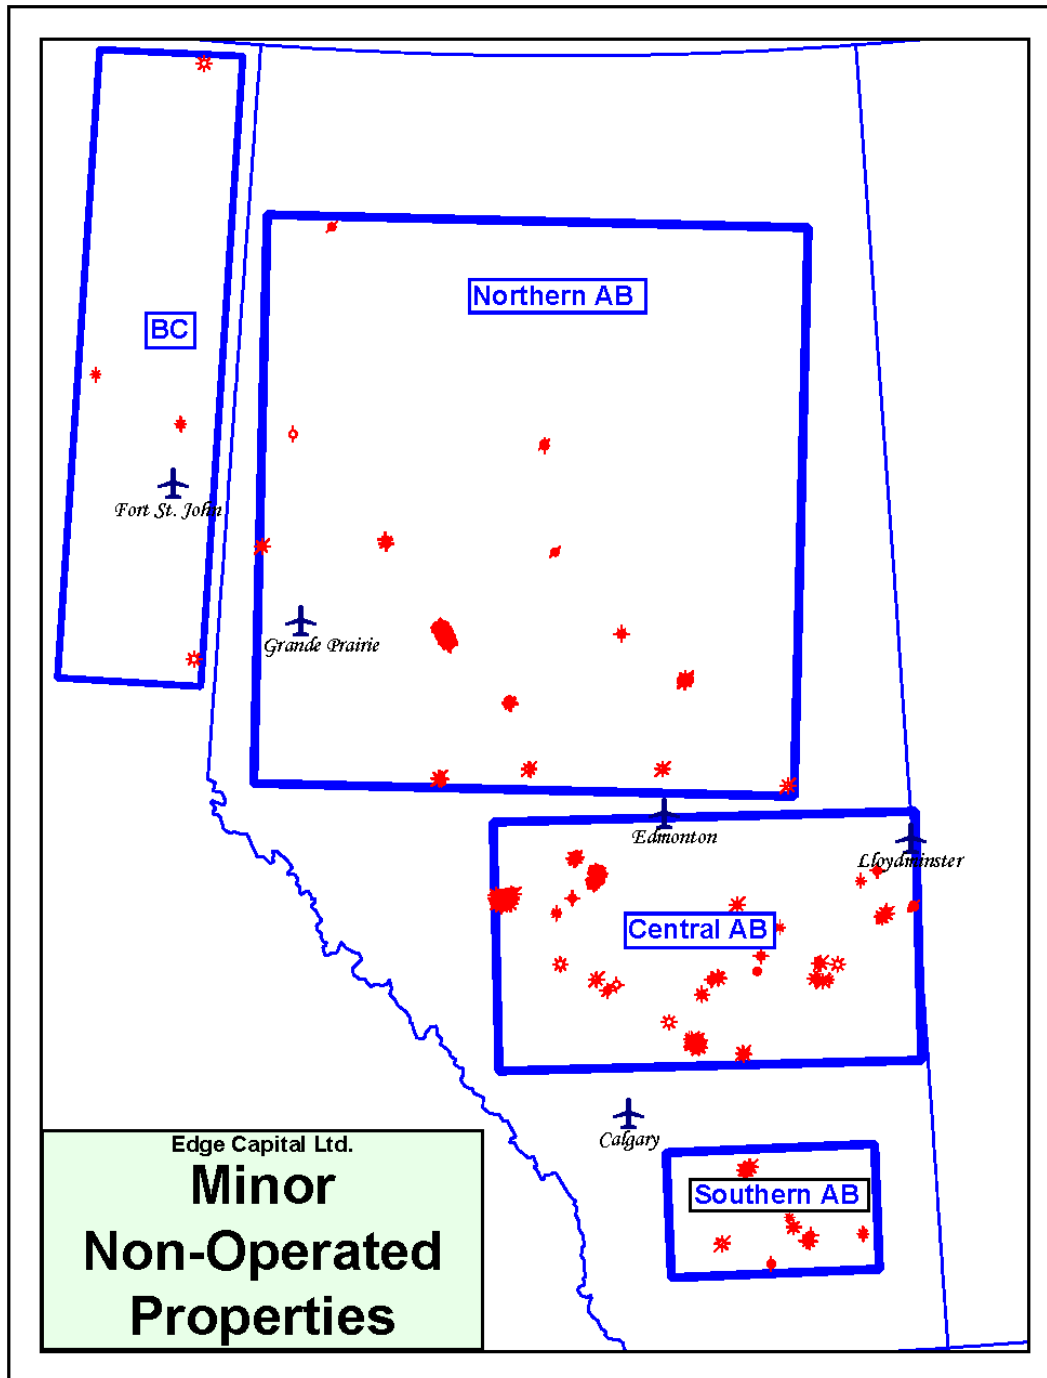 Northern AB
BC
Fort St. John
Grande Prairie
Edmonton
Lloydminster
Central AB
Calgary
Southern AB
Edge Capital Ltd.
Minor
Non-Operated
Properties